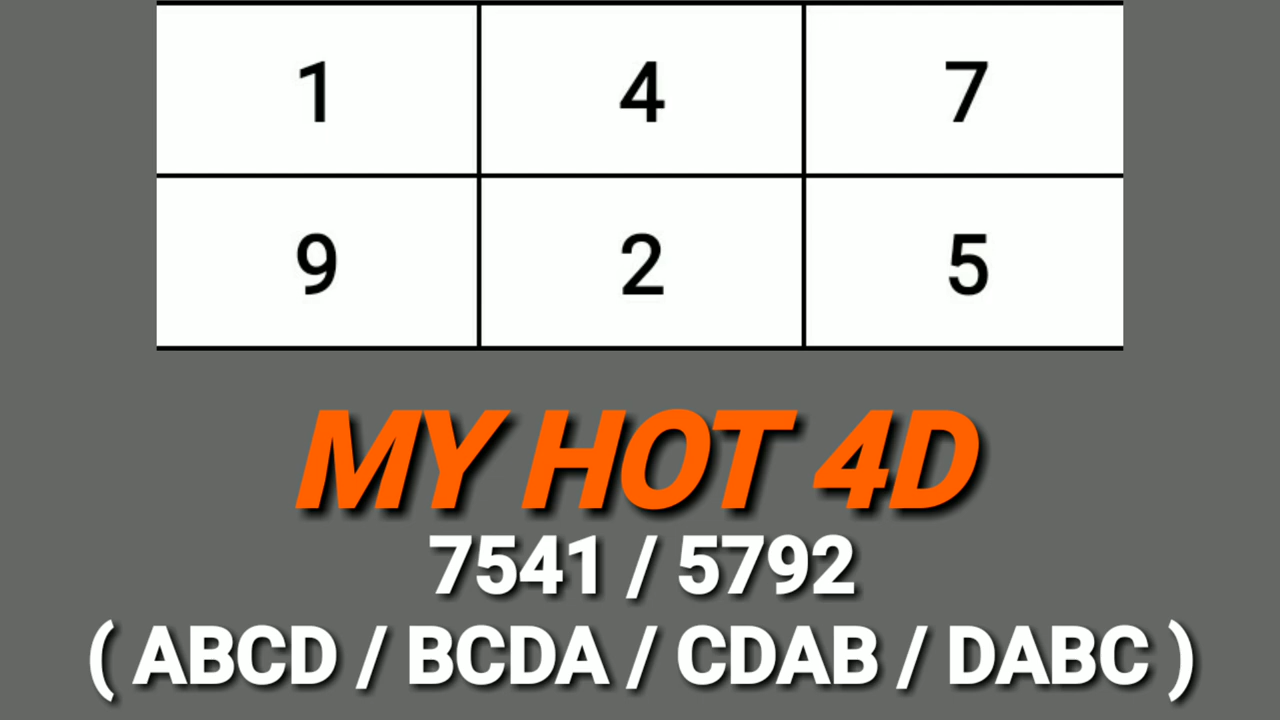 1 4 7
9 2 5
MY HOT 4D
7541 / 5792
( ABCD / BCDA / CDAB / DABC )